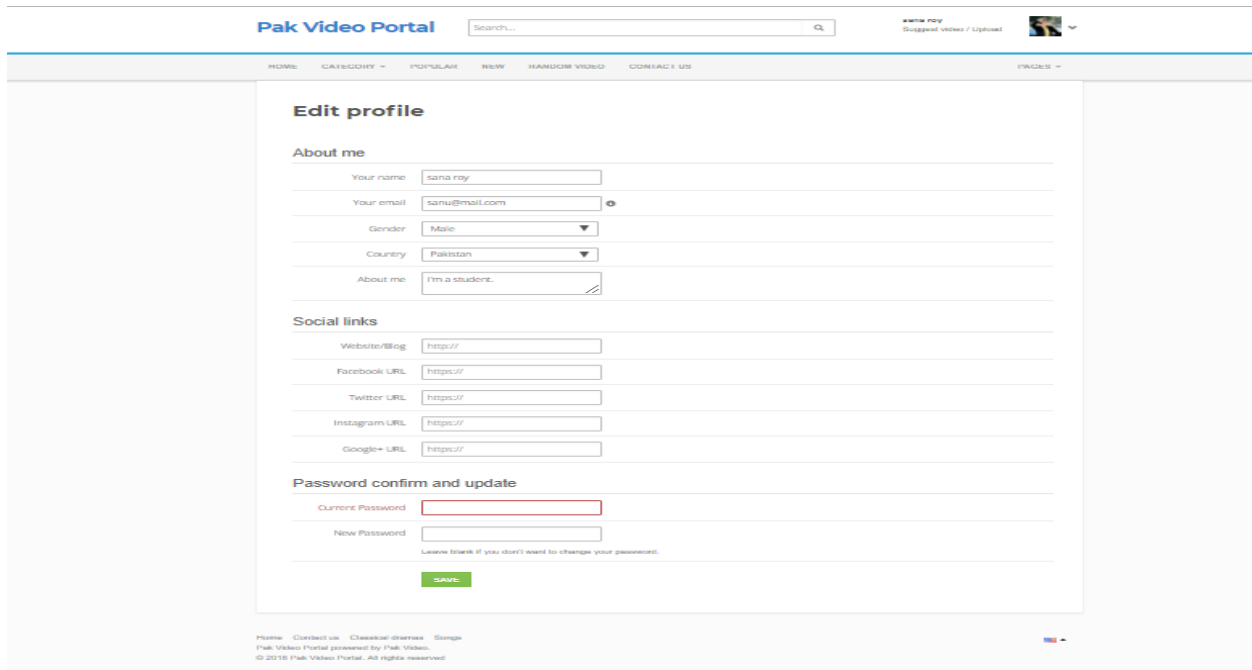 Pak Video Portal
Search...
sana roy
Suggest video / Upload
HOME CATEGORY POPULAR NEW RANDOM VIDEO CONTACT US PAGES
Edit profile
About me
Your name sana roy
Your email sanu@mail.com
Gender Male
Country Pakistan
About me I'm a student.
Social links
Website/Blog http://
Facebook URL https://
Twitter URL https://
Instagram URL https://
Google+ URL https://
Password confirm and update
Current Password
New Password
Leave blank if you don't want to change your password.
SAVE
Home Contact us Classical dramas Songs
Pak Video Portal powered by Pak Video.
© 2018 Pak Video Portal. All rights reserved